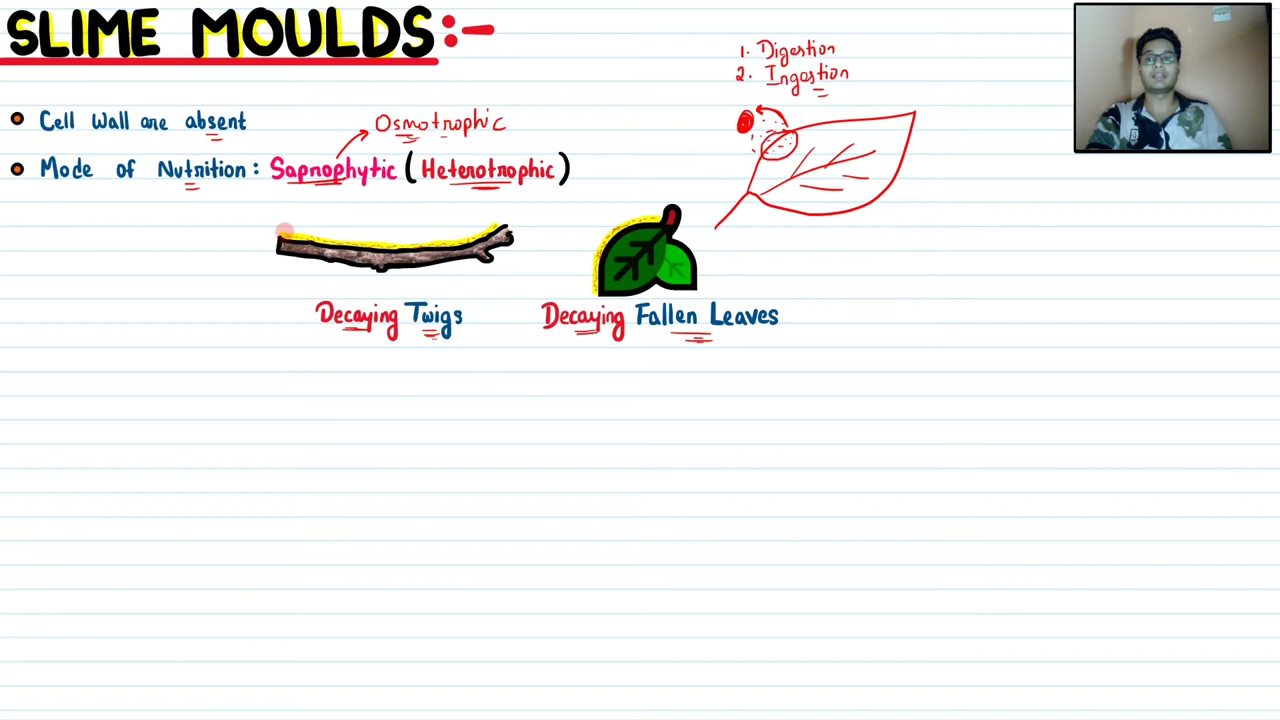 SLIME MOULDS:-
1. Digestion
2. Ingestion
Cell Wall are absent
Osmotrophic
Mode of Nutrition: Saprophytic (Heterotrophic)
Decaying Twigs
Decaying Fallen Leaves